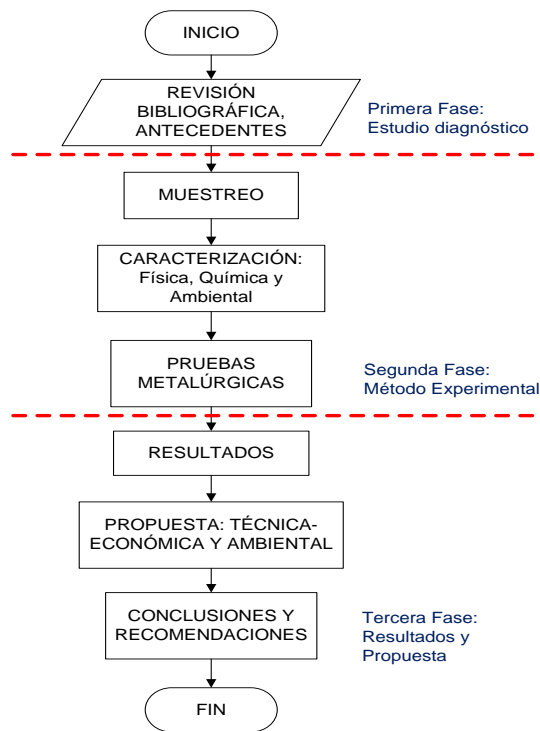 INICIO
REVISIÓN
BIBLIOGRÁFICA,
ANTECEDENTES
Primera Fase:
Estudio diagnóstico
MUESTREO
CARACTERIZACIÓN:
Física, Química y
Ambiental
PRUEBAS
METALÚRGICAS
Segunda Fase:
Método Experimental
RESULTADOS
PROPUESTA: TÉCNICA-
ECONÓMICA Y AMBIENTAL
CONCLUSIONES Y
RECOMENDACIONES
Tercera Fase:
Resultados y
Propuesta
FIN